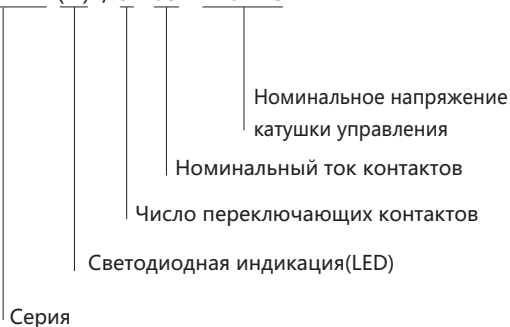 Номинальное напряжение
катушки управления
Номинальный ток контактов
Число переключающих контактов
Светодиодная индикация(LED)
Серия